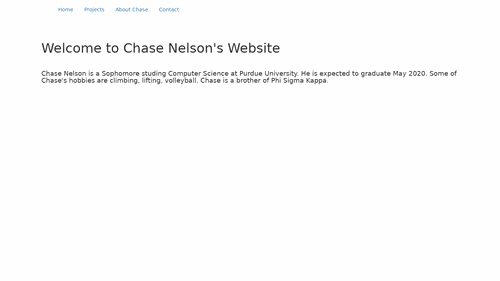 Home Projects About Chase Contact
Welcome to Chase Nelson's Website
Chase Nelson is a Sophomore studing Computer Science at Purdue University. He is expected to graduate May 2020. Some of
Chase's hobbies are climbing, lifting, volleyball. Chase is a brother of Phi Sigma Kappa.